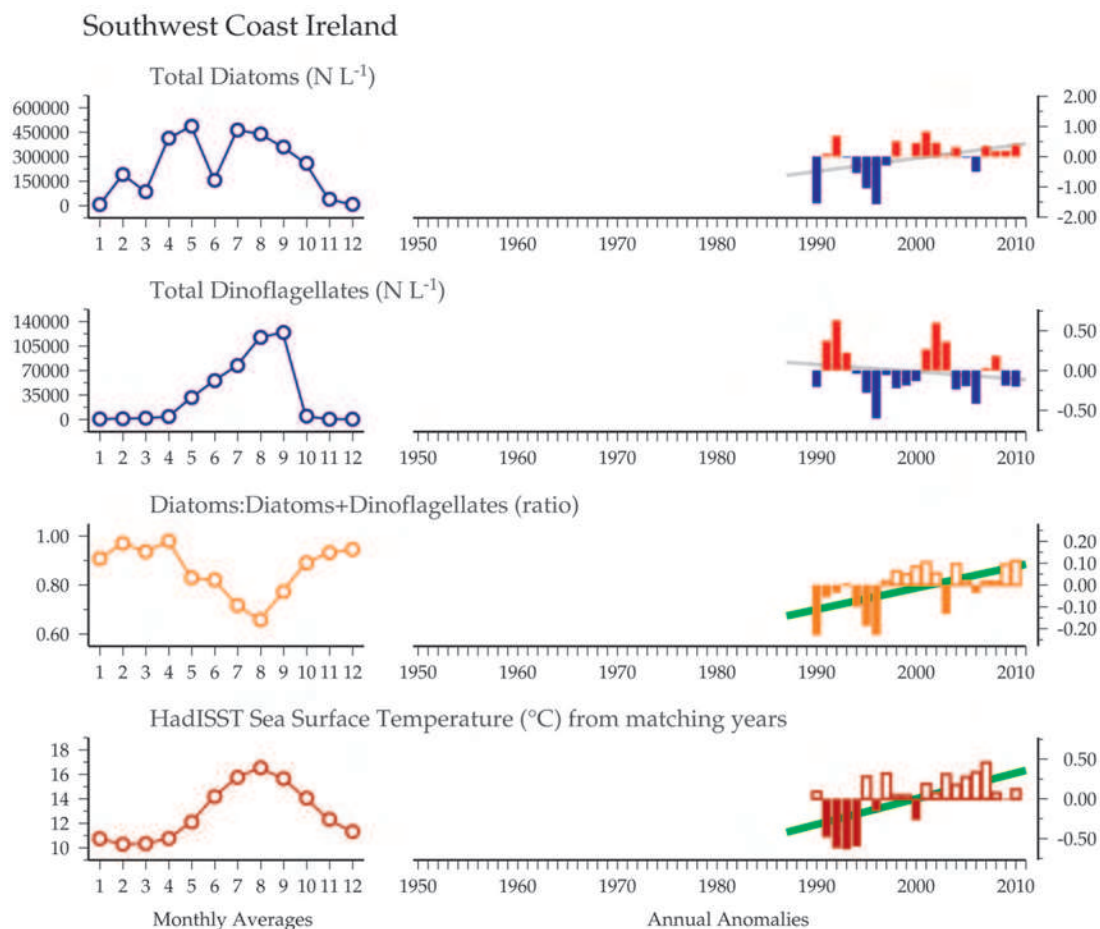 Southwest Coast Ireland
Total Diatoms (N L-1)
600000
450000
300000
150000
0
1 2 3 4 5 6 7 8 9 10 11 12
1950 1960 1970 1980 1990 2000 2010
2.00
1.00
0.00
-1.00
-2.00
Total Dinoflagellates (N L-1)
140000
105000
70000
35000
0
1 2 3 4 5 6 7 8 9 10 11 12
1950 1960 1970 1980 1990 2000 2010
0.50
0.00
-0.50
Diatoms:Diatoms+Dinoflagellates (ratio)
1.00
0.80
0.60
1 2 3 4 5 6 7 8 9 10 11 12
1950 1960 1970 1980 1990 2000 2010
0.20
0.10
0.00
-0.10
-0.20
HadISST Sea Surface Temperature (°C) from matching years
18
16
14
12
10
1 2 3 4 5 6 7 8 9 10 11 12
1950 1960 1970 1980 1990 2000 2010
0.50
0.00
-0.50
Monthly Averages
Annual Anomalies